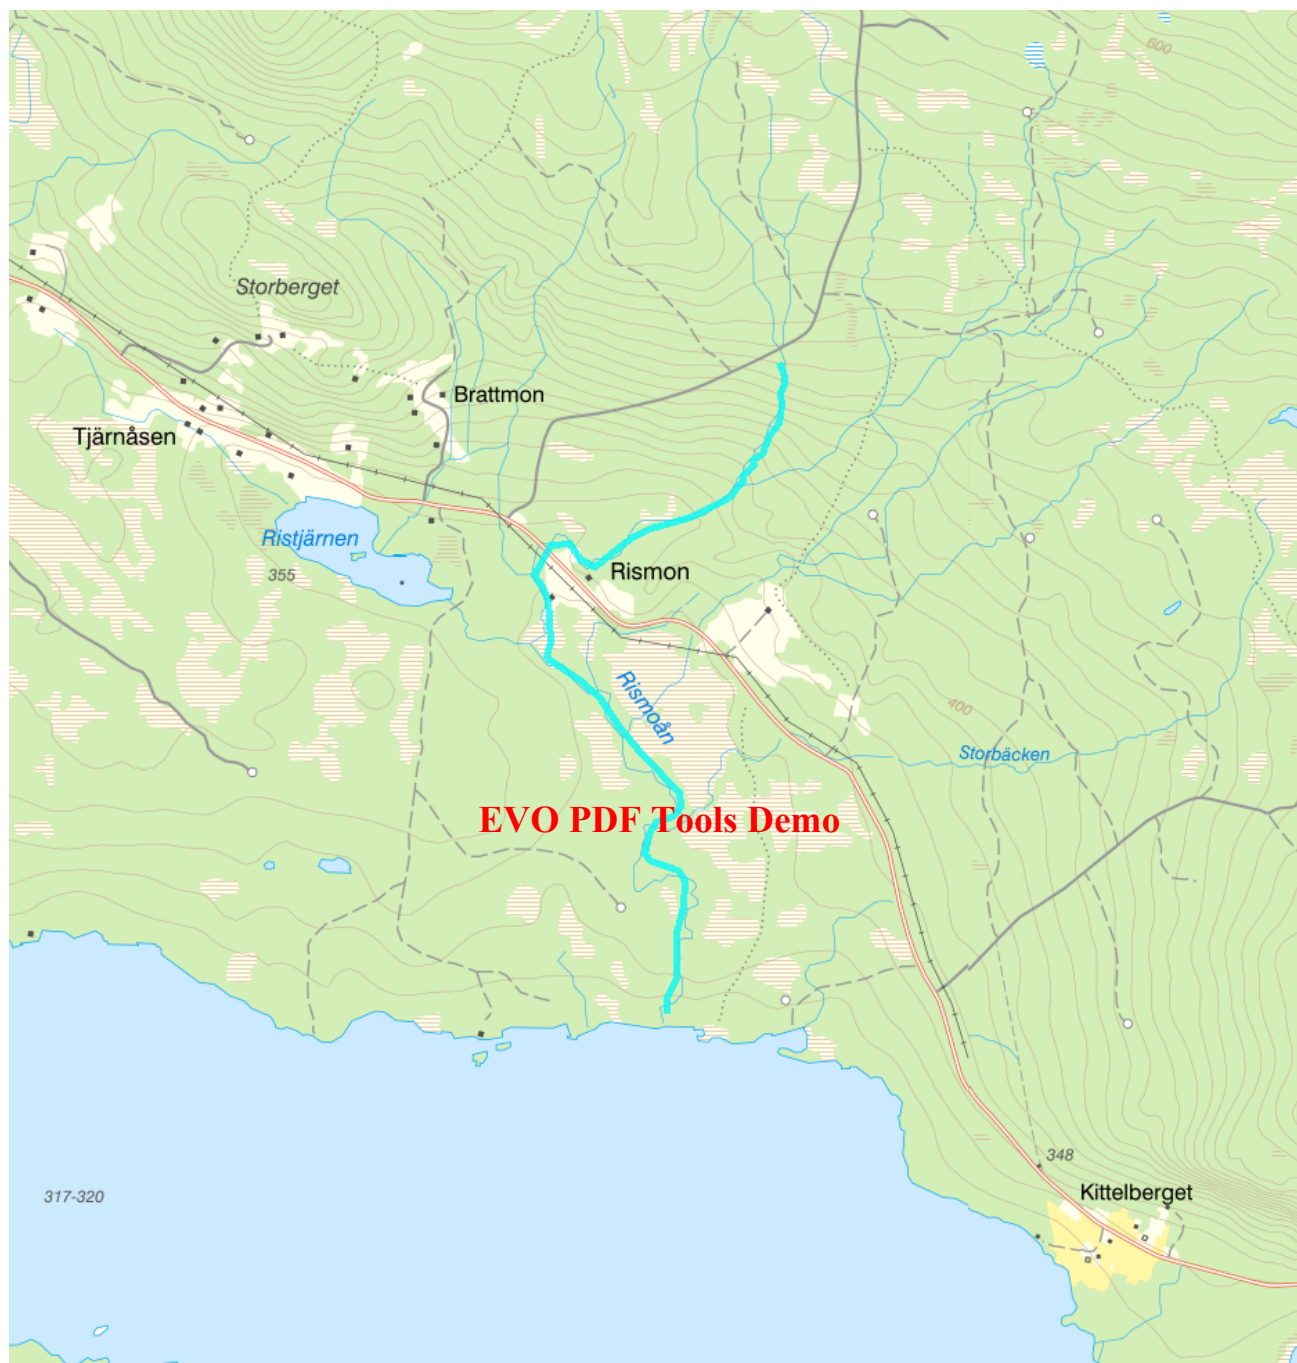 600
Storberget
Brattmon
Tjärnåsen
Ristjärnen
355
Rismon
Rismoån
400
Storbäcken
EVO PDF Tools Demo
348
Kittelberget
317-320